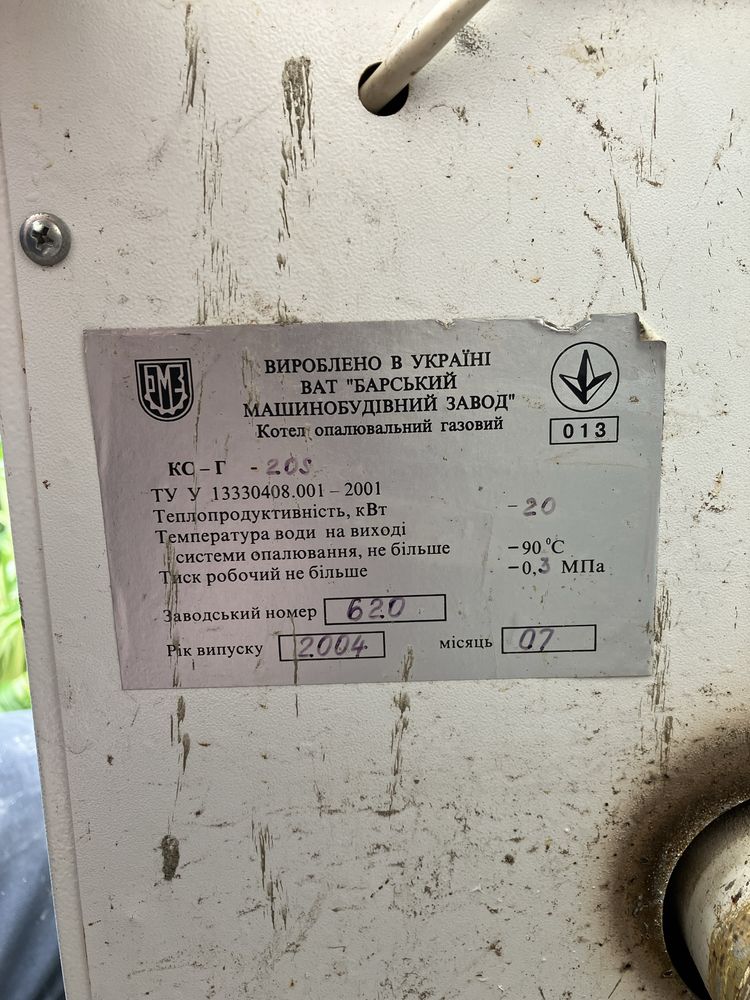 БМЗ
ВИРОБЛЕНО В УКРАЇНІ
ВАТ "БАРСЬКИЙ
МАШИНОБУДІВНИЙ ЗАВОД"
Котел опалювальний газовий
013
КС – Г - 20S
ТУ У 13330408.001 – 2001
Теплопродуктивність, кВт – 20
Температура води на виході
з системи опалювання, не більше – 90 °С
Тиск робочий не більше – 0,3 МПа
Заводський номер 620
Рік випуску 2004 місяць 07